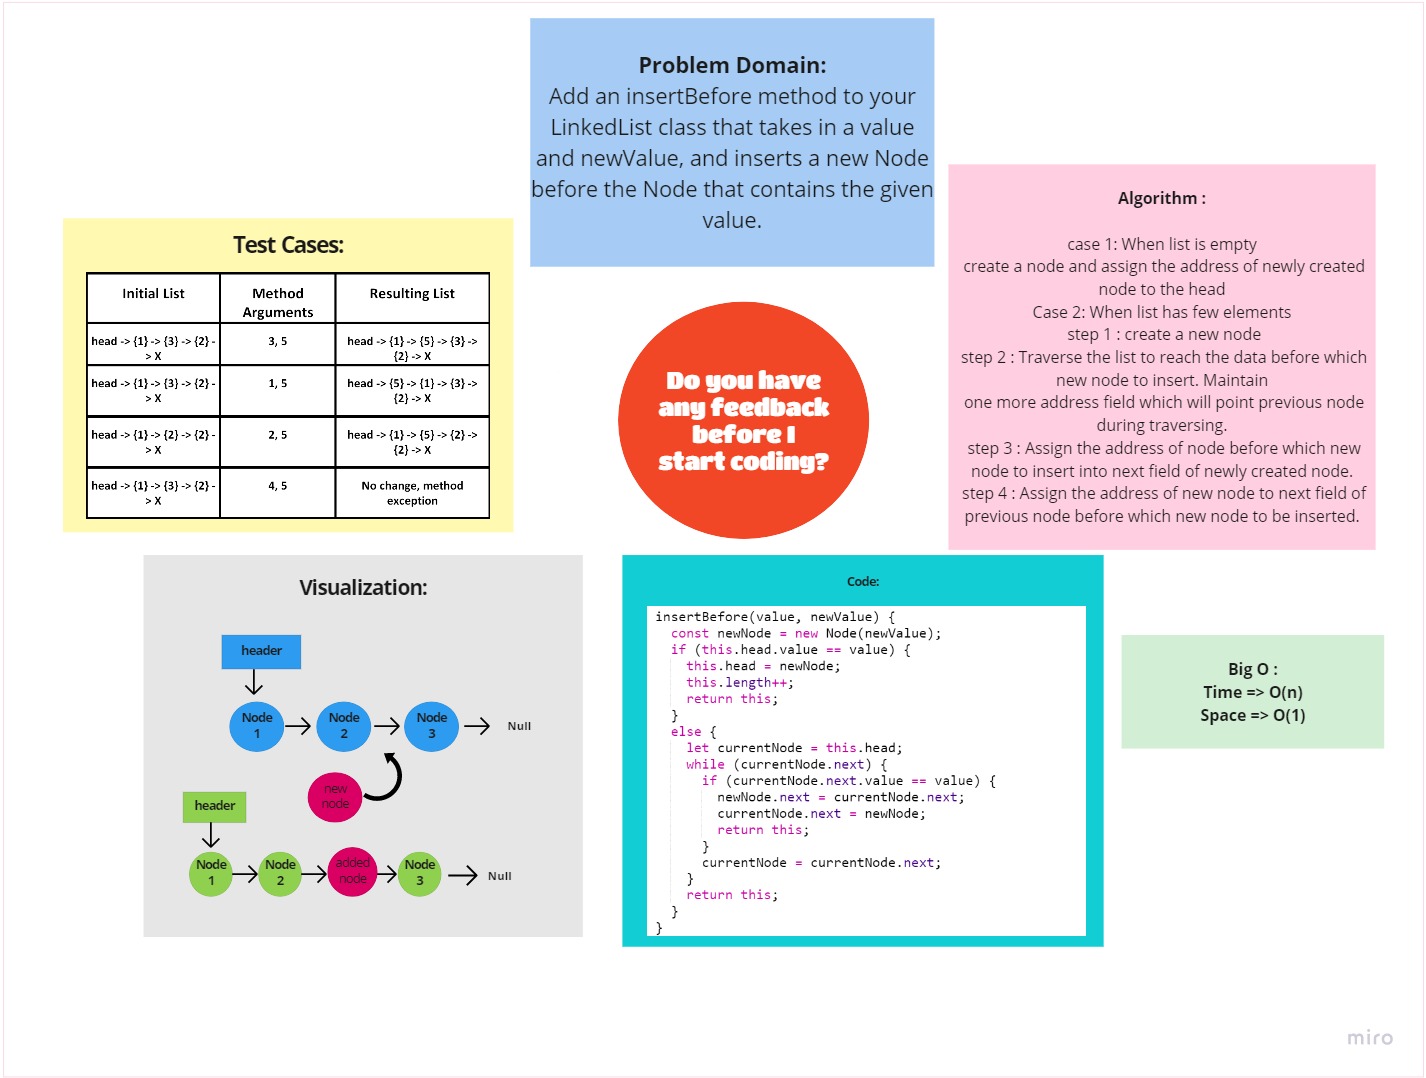 Problem Domain:
Add an insertBefore method to your
LinkedList class that takes in a value
and newValue, and inserts a new Node
before the Node that contains the given
value.
Test Cases:
Initial List
Method
Arguments
Resulting List
head -> {1} -> {3} -> {2} -
> X
3, 5
head -> {1} -> {5} -> {3} ->
{2} -> X
head -> {1} -> {3} -> {2} -
> X
1, 5
head -> {5} -> {1} -> {3} ->
{2} -> X
head -> {1} -> {2} -> {2} -
> X
2, 5
head -> {1} -> {5} -> {2} ->
{2} -> X
head -> {1} -> {3} -> {2} -
> X
4, 5
No change, method
exception
Do you have
any feedback
before I
start coding?
Algorithm :
case 1: When list is empty
create a node and assign the address of newly created
node to the head
Case 2: When list has few elements
step 1 : create a new node
step 2 : Traverse the list to reach the data before which
new node to insert. Maintain
one more address field which will point previous node
during traversing.
step 3 : Assign the address of node before which new
node to insert into next field of newly created node.
step 4 : Assign the address of new node to next field of
previous node before which new node to be inserted.
Visualization:
header
Node
1
Node
2
Node
3
Null
new
node
header
Node
1
Node
2
added
node
Node
3
Null
Code:
insertBefore(value, newValue) {
const newNode = new Node(newValue);
if (this.head.value == value) {
this.head = newNode;
this.length++;
return this;
}
else {
let currentNode = this.head;
while (currentNode.next) {
if (currentNode.next.value == value) {
newNode.next = currentNode.next;
currentNode.next = newNode;
return this;
}
currentNode = currentNode.next;
}
return this;
}
}
Big O :
Time => O(n)
Space => O(1)
miro